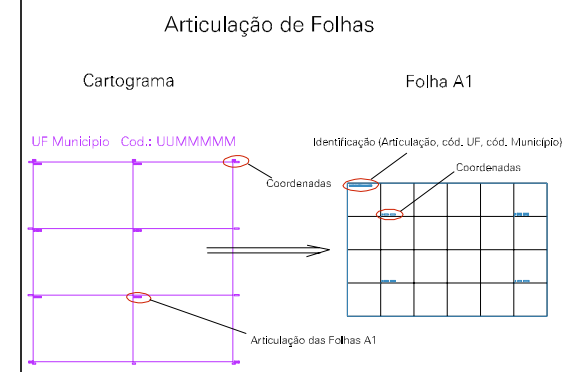 Articulação de Folhas
Cartograma
Folha A1
UF Municipio Cod.: UUMMMMM
Identificação (Articulação, cód. UF, cód. Município)
Coordenadas
Coordenadas
Articulação das Folhas A1